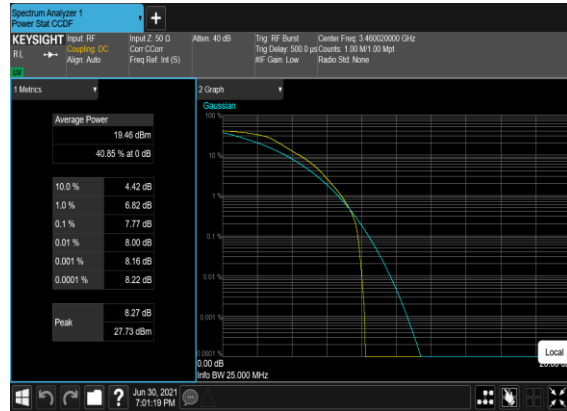 Spectrum Analyzer 1
Power Stat CCDF
+
KEYSIGHT Input: RF Input Z: 50 Ω Atten: 40 dB Trig: RF Burst Center Freq: 3.460020000 GHz
RL Coupling: DC Corr CCorr Trig Delay: 500.0 µs Counts: 1.00 M/1.00 Mpt
Align: Auto Freq Ref: Int (S) #IF Gain: Low Radio Std: None
1 Metrics
2 Graph
Average Power
19.46 dBm
40.85 % at 0 dB
10.0 % 4.42 dB
1.0 % 6.82 dB
0.1 % 7.77 dB
0.01 % 8.00 dB
0.001 % 8.16 dB
0.0001 % 8.22 dB
Peak
8.27 dB
27.73 dBm
Gaussian
100 %
10 %
1 %
0.1 %
0.01 %
0.001 %
0.0001 %
0.00 dB
Info BW 25.000 MHz
Local
?
Jun 30, 2021
7:01:19 PM